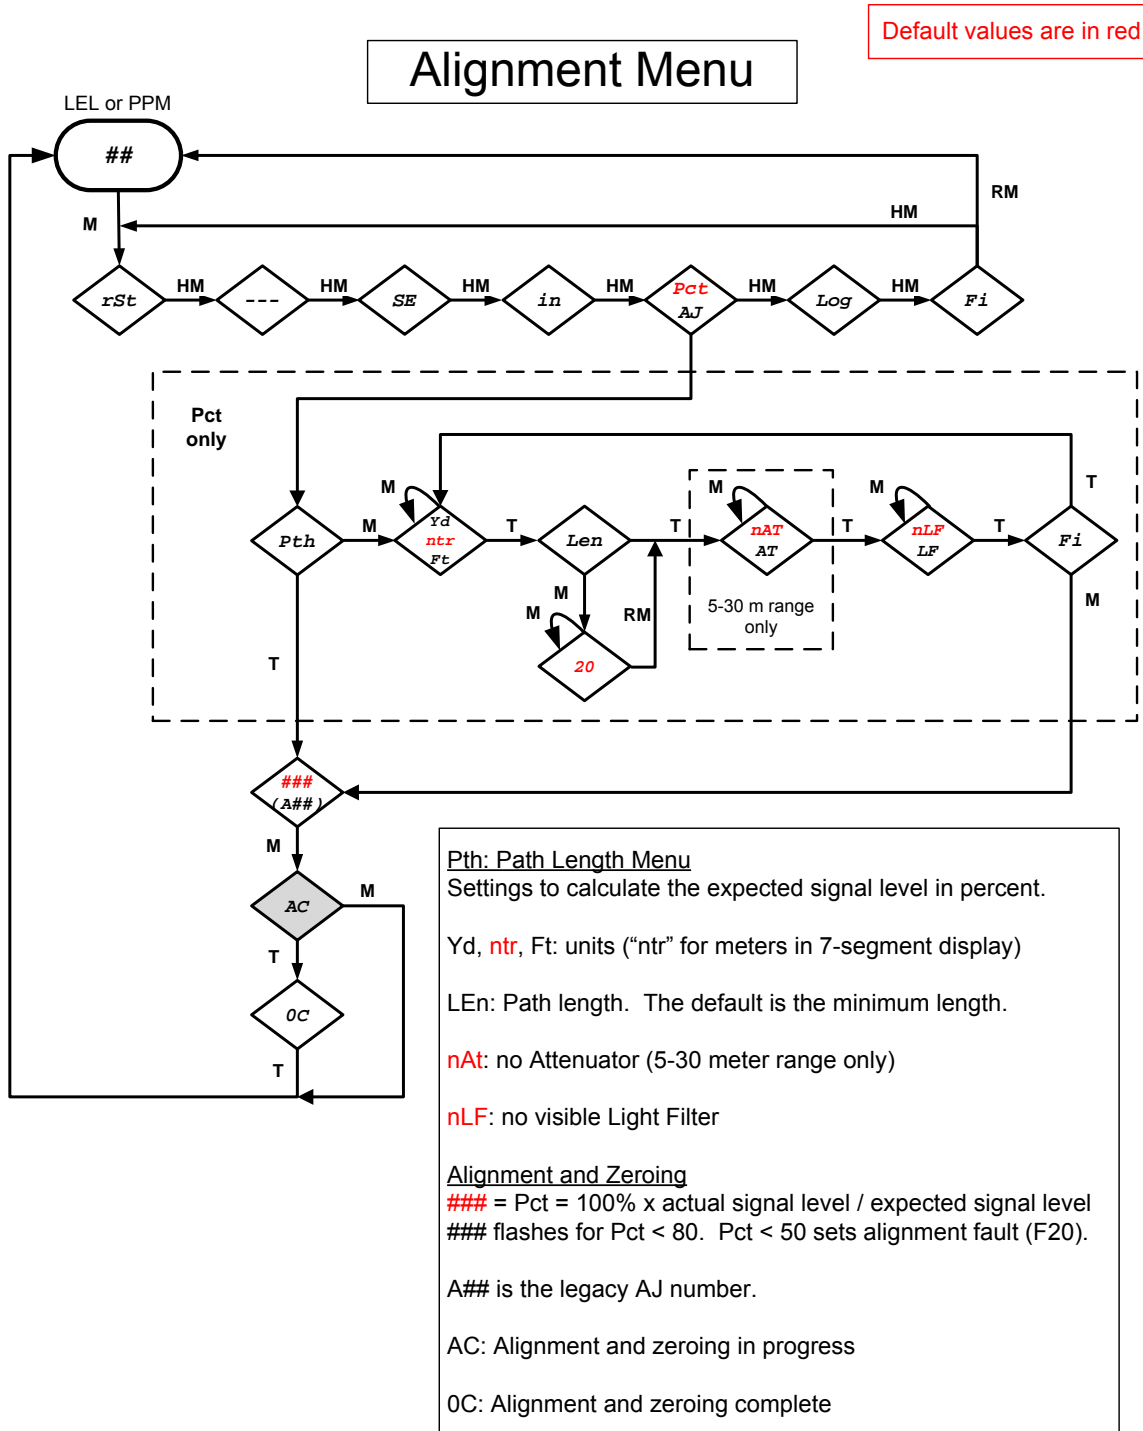 Default values are in red
Alignment Menu
LEL or PPM
##
RM
M
HM
rSt
HM
---
HM
SE
HM
in
HM
Pct
AJ
HM
Log
HM
Fi
Pct
only
M
M
M
T
Pth
M
Yd
ntr
Ft
T
Len
T
nAT
AT
T
nLF
LF
T
Fi
M
RM
M
M
20
5-30 m range
only
T
###
(A##)
M
AC
M
T
0C
T
Pth: Path Length Menu
Settings to calculate the expected signal level in percent.
Yd, ntr, Ft: units (“ntr” for meters in 7-segment display)
LEn: Path length.  The default is the minimum length.
nAt: no Attenuator (5-30 meter range only)
nLF: no visible Light Filter
Alignment and Zeroing
### = Pct = 100% x actual signal level / expected signal level
### flashes for Pct < 80.  Pct < 50 sets alignment fault (F20).
A## is the legacy AJ number.
AC: Alignment and zeroing in progress
0C: Alignment and zeroing complete